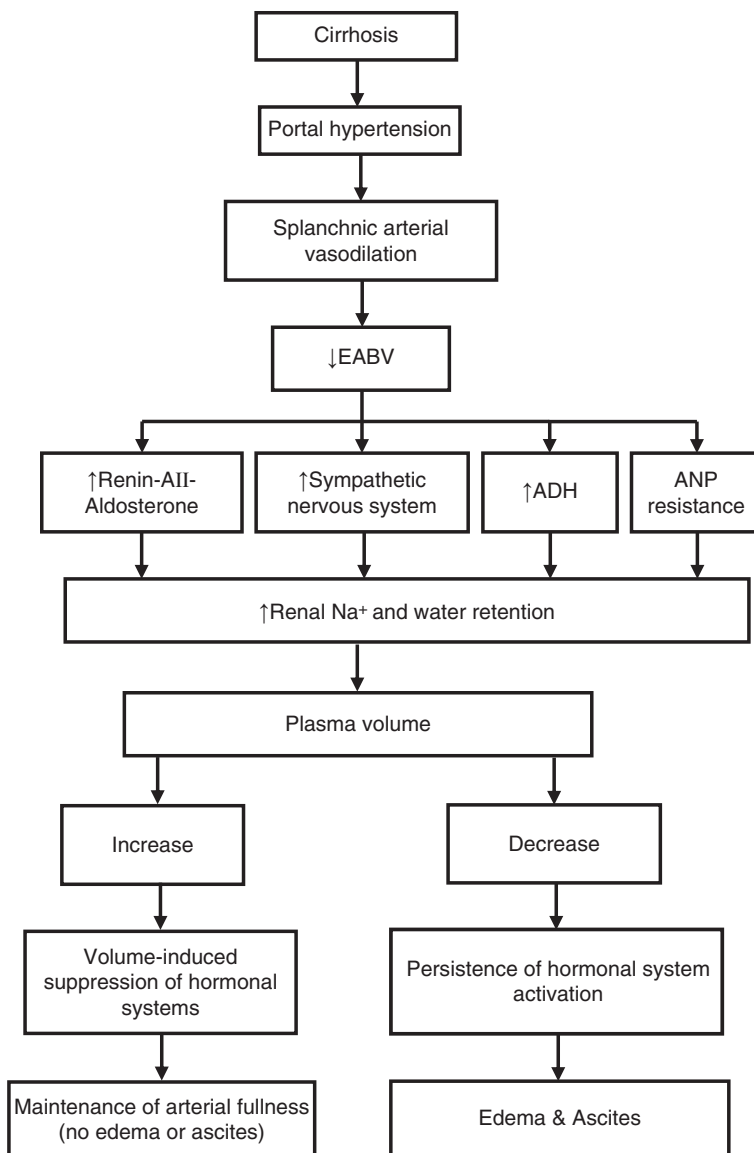 Cirrhosis
Portal hypertension
Splanchnic arterial
vasodilation
↓EABV
↑Renin-AII-
Aldosterone
↑Sympathetic
nervous system
↑ADH
ANP
resistance
↑Renal Na⁺ and water retention
Plasma volume
Increase
Decrease
Volume-induced
suppression of hormonal
systems
Persistence of hormonal system
activation
Maintenance of arterial fullness
(no edema or ascites)
Edema & Ascites